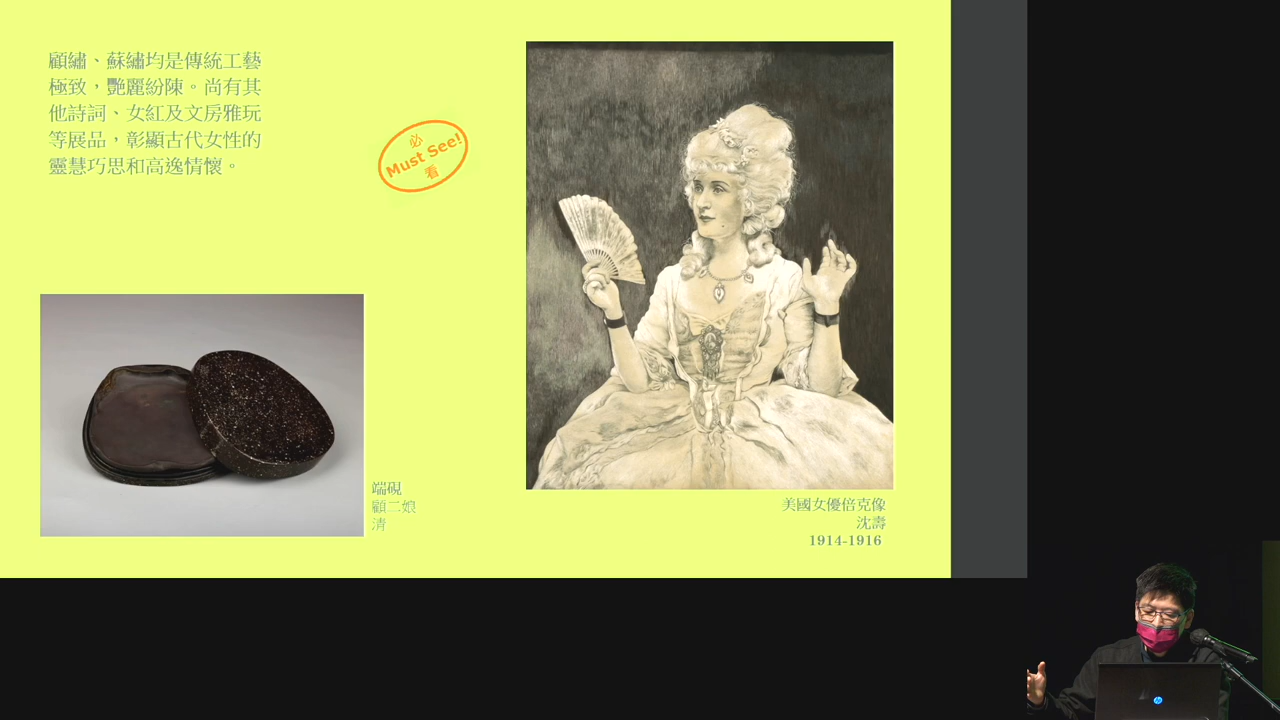 顧繡、蘇繡均是傳統工藝
極致，艷麗紛陳。尚有其
他詩詞、女紅及文房雅玩
等展品，彰顯古代女性的
靈慧巧思和高逸情懷。
必
Must See!
看
端硯
顧二娘
清
美國女優倍克像
沈壽
1914-1916
hp